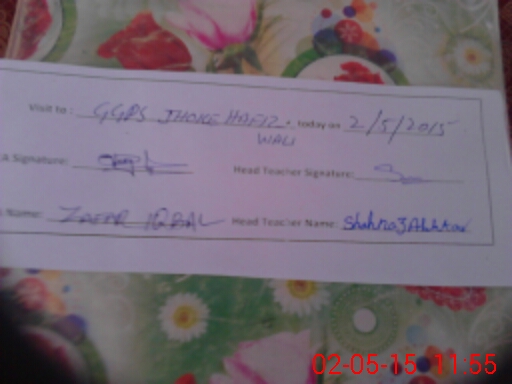 Visit to: GGPS JHOKE HAFIZ. today on 2/5/2015
WALI
A Signature: Head Teacher Signature:
Name: ZAFAR IQBAL Head Teacher Name: Shahnaz Akhtar
02-05-15 11:55